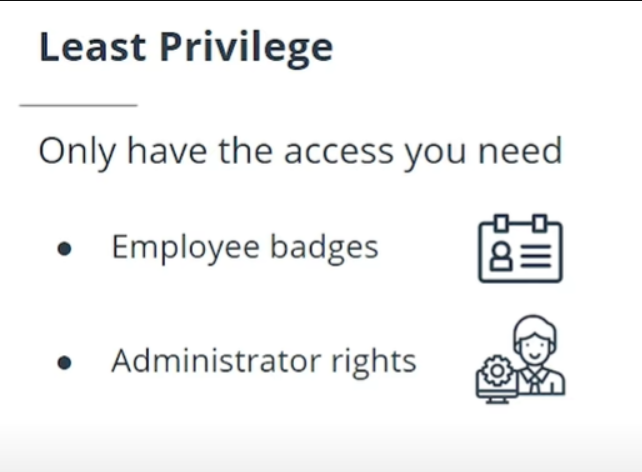 Least Privilege
Only have the access you need
• Employee badges
• Administrator rights